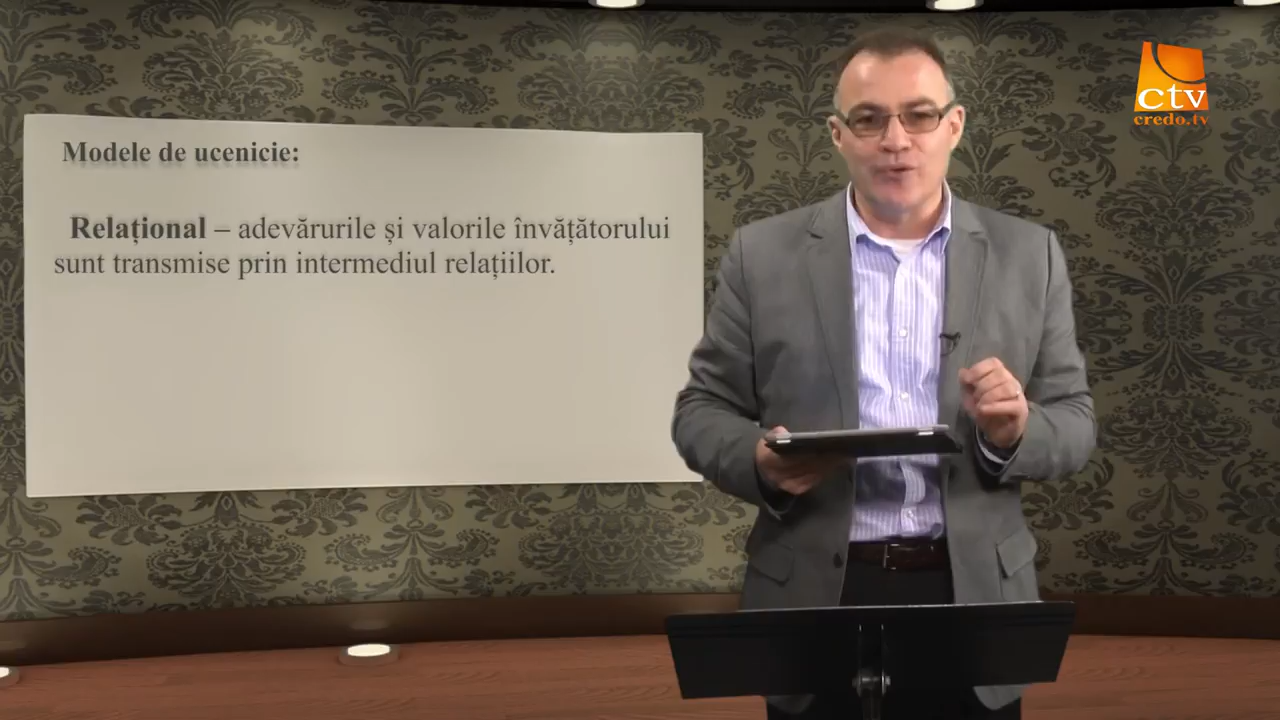 Modele de ucenicie:
Relațional – adevărurile și valorile învățătorului
sunt transmise prin intermediul relațiilor.
ctv
credo.tv